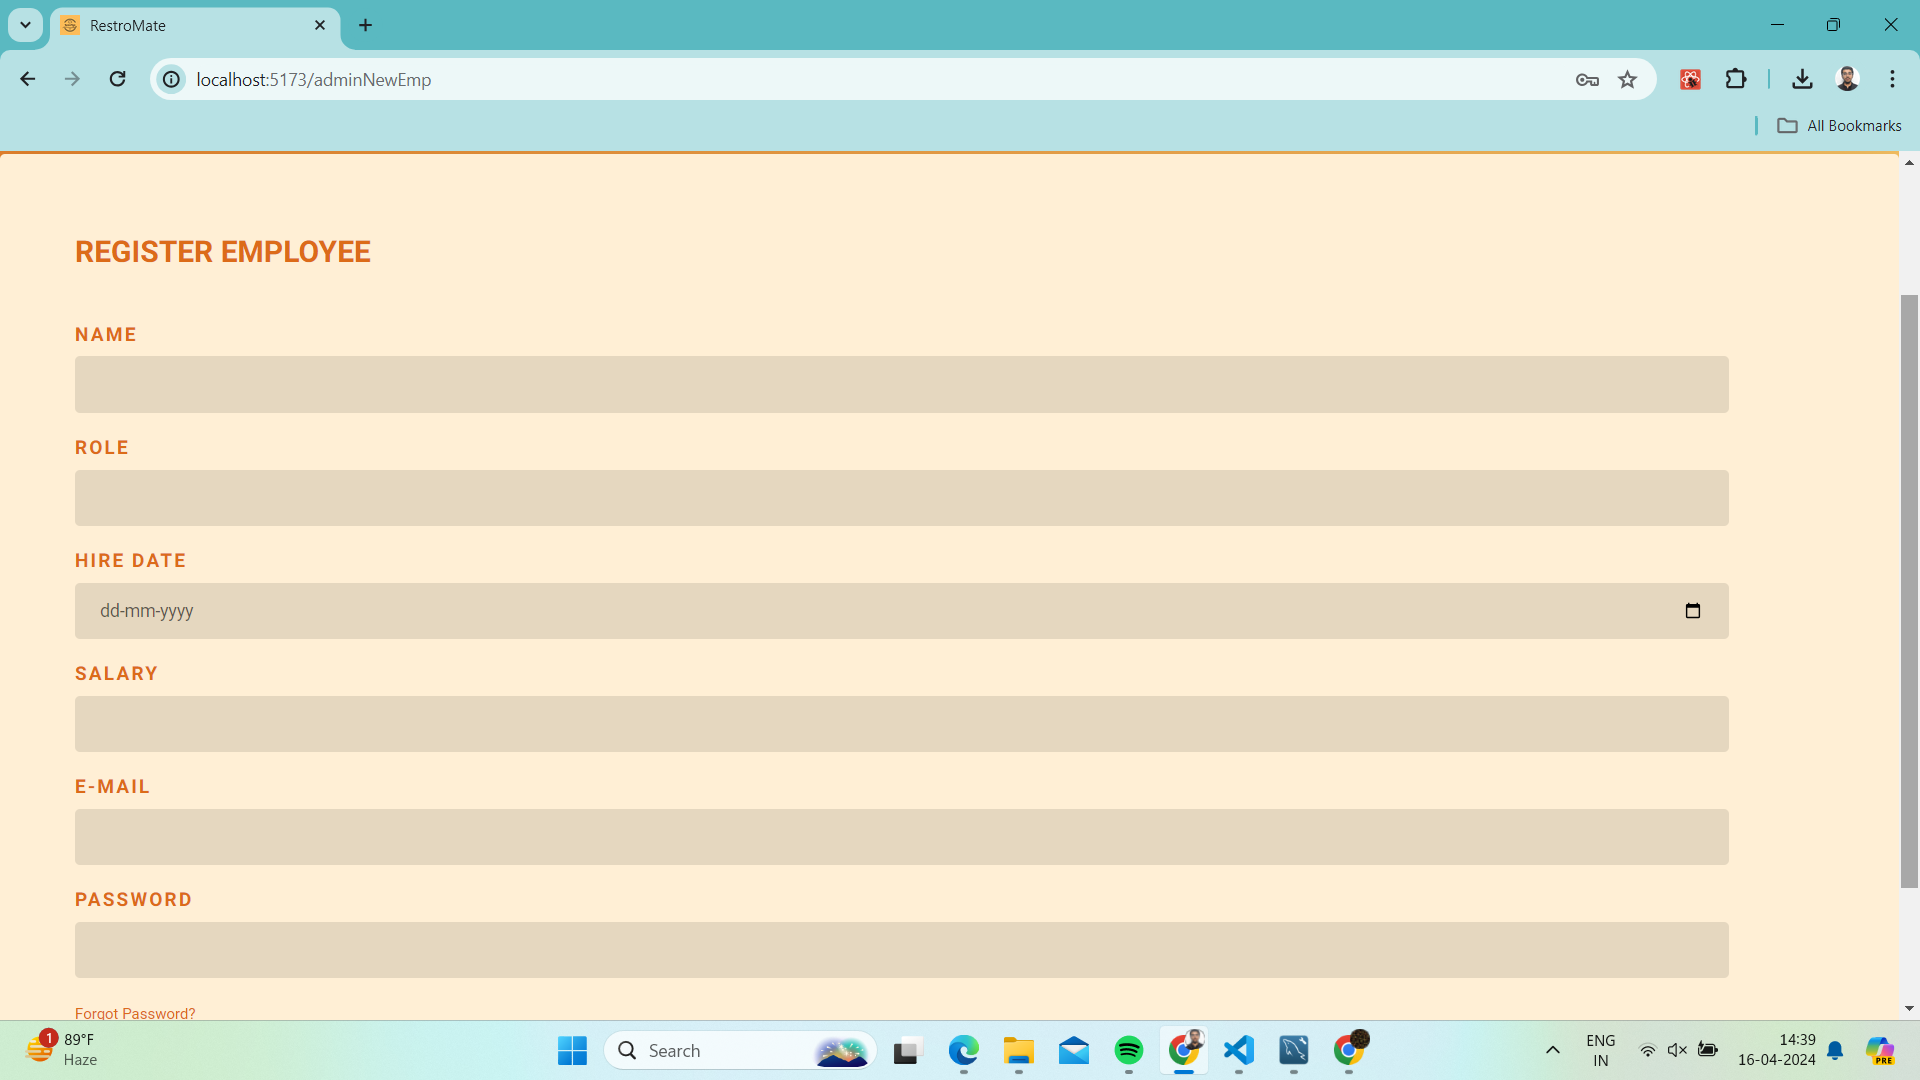 RestroMate
localhost:5173/adminNewEmp
All Bookmarks
REGISTER EMPLOYEE
NAME
ROLE
HIRE DATE
dd-mm-yyyy
SALARY
E-MAIL
PASSWORD
Forgot Password?
1
89°F
Haze
Search
ENG
IN
14:39
16-04-2024
PRE